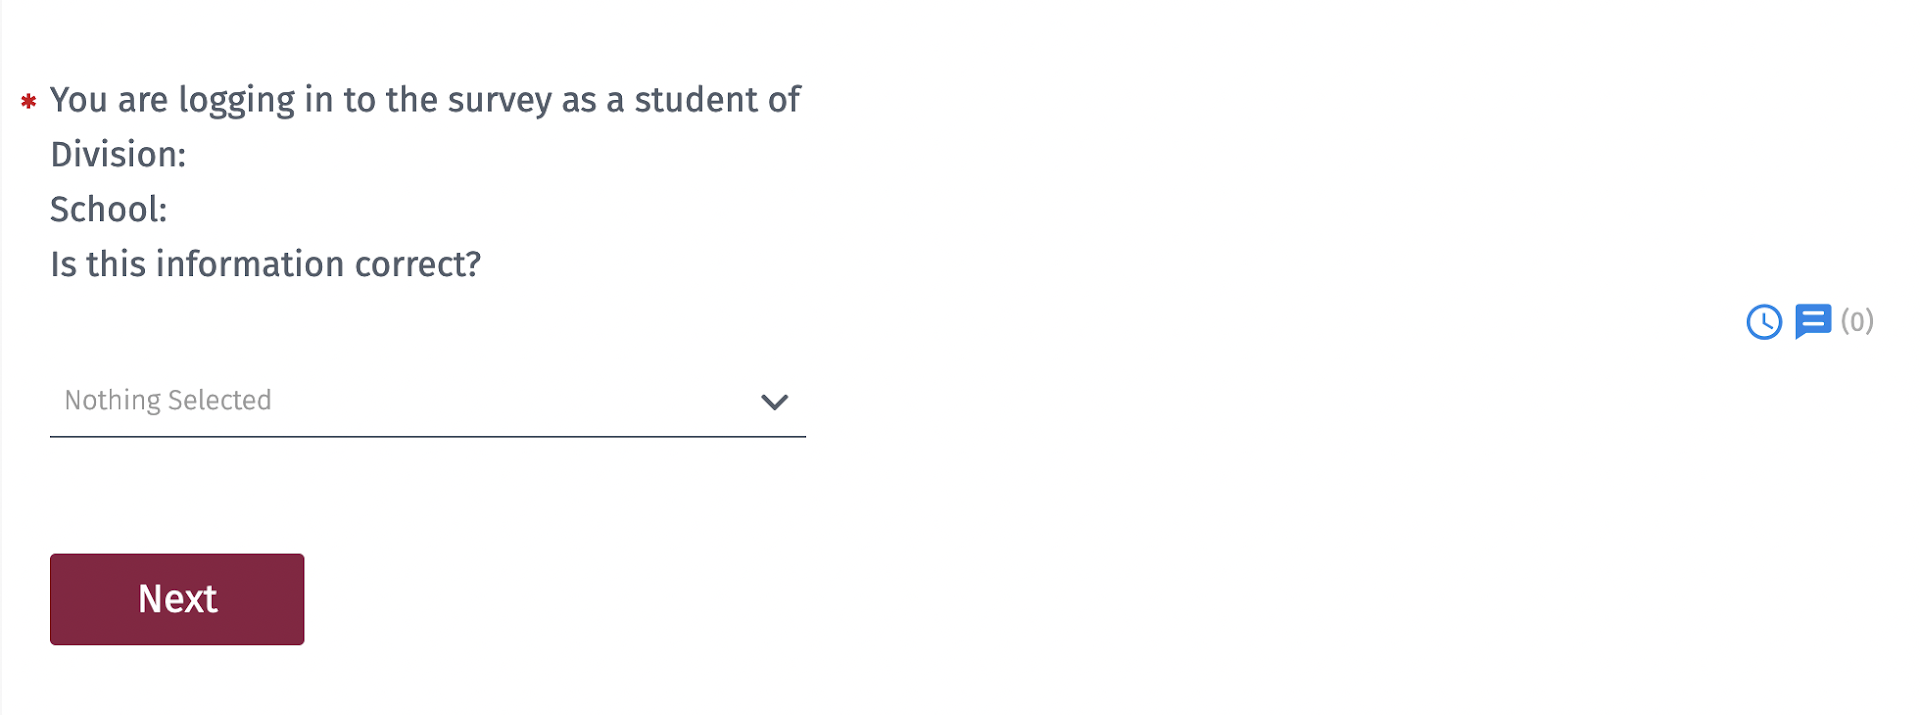 * You are logging in to the survey as a student of
Division:
School:
Is this information correct?
(0)
Nothing Selected
Next